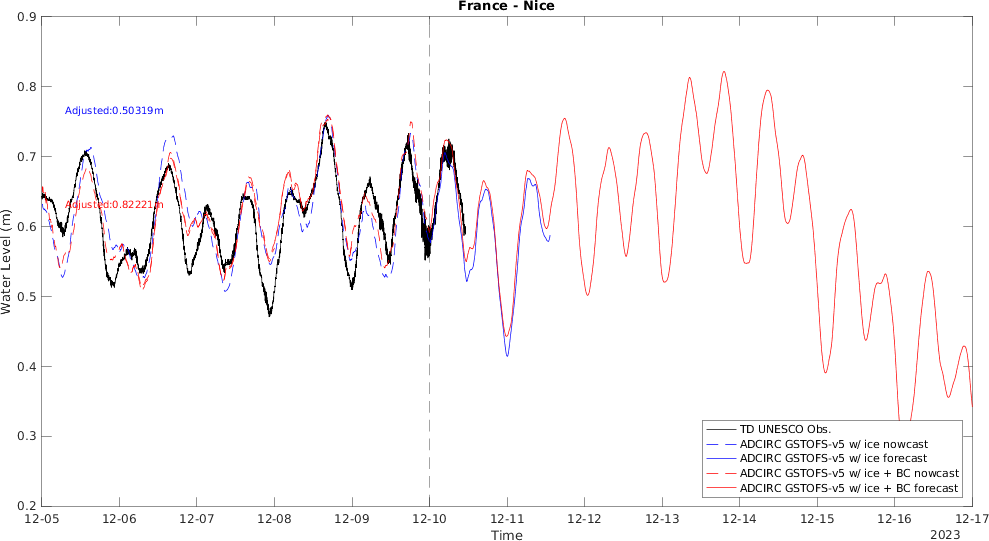 France - Nice
0.9
0.8
0.7
0.6
0.5
0.4
0.3
0.2
Water Level (m)
Adjusted:0.50319m
Adjusted:0.82221m
TD UNESCO Obs.
ADCIRC GSTOFS-v5 w/ ice nowcast
ADCIRC GSTOFS-v5 w/ ice forecast
ADCIRC GSTOFS-v5 w/ ice + BC nowcast
ADCIRC GSTOFS-v5 w/ ice + BC forecast
12-05 12-06 12-07 12-08 12-09 12-10 12-11 12-12 12-13 12-14 12-15 12-16 12-17
Time
2023